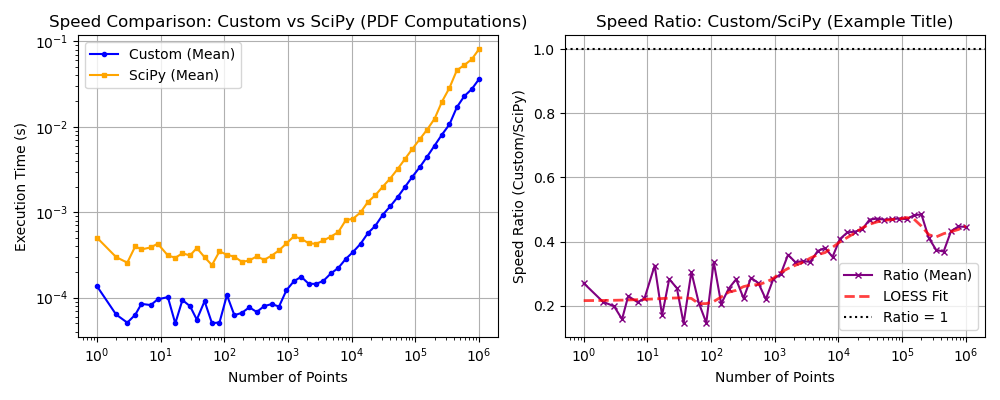 Speed Comparison: Custom vs SciPy (PDF Computations)
10⁻¹
10⁻²
10⁻³
10⁻⁴
Execution Time (s)
Custom (Mean)
SciPy (Mean)
10⁰ 10¹ 10² 10³ 10⁴ 10⁵ 10⁶
Number of Points
Speed Ratio: Custom/SciPy (Example Title)
1.0
0.8
0.6
0.4
0.2
Speed Ratio (Custom/SciPy)
Ratio (Mean)
LOESS Fit
Ratio = 1
10⁰ 10¹ 10² 10³ 10⁴ 10⁵ 10⁶
Number of Points